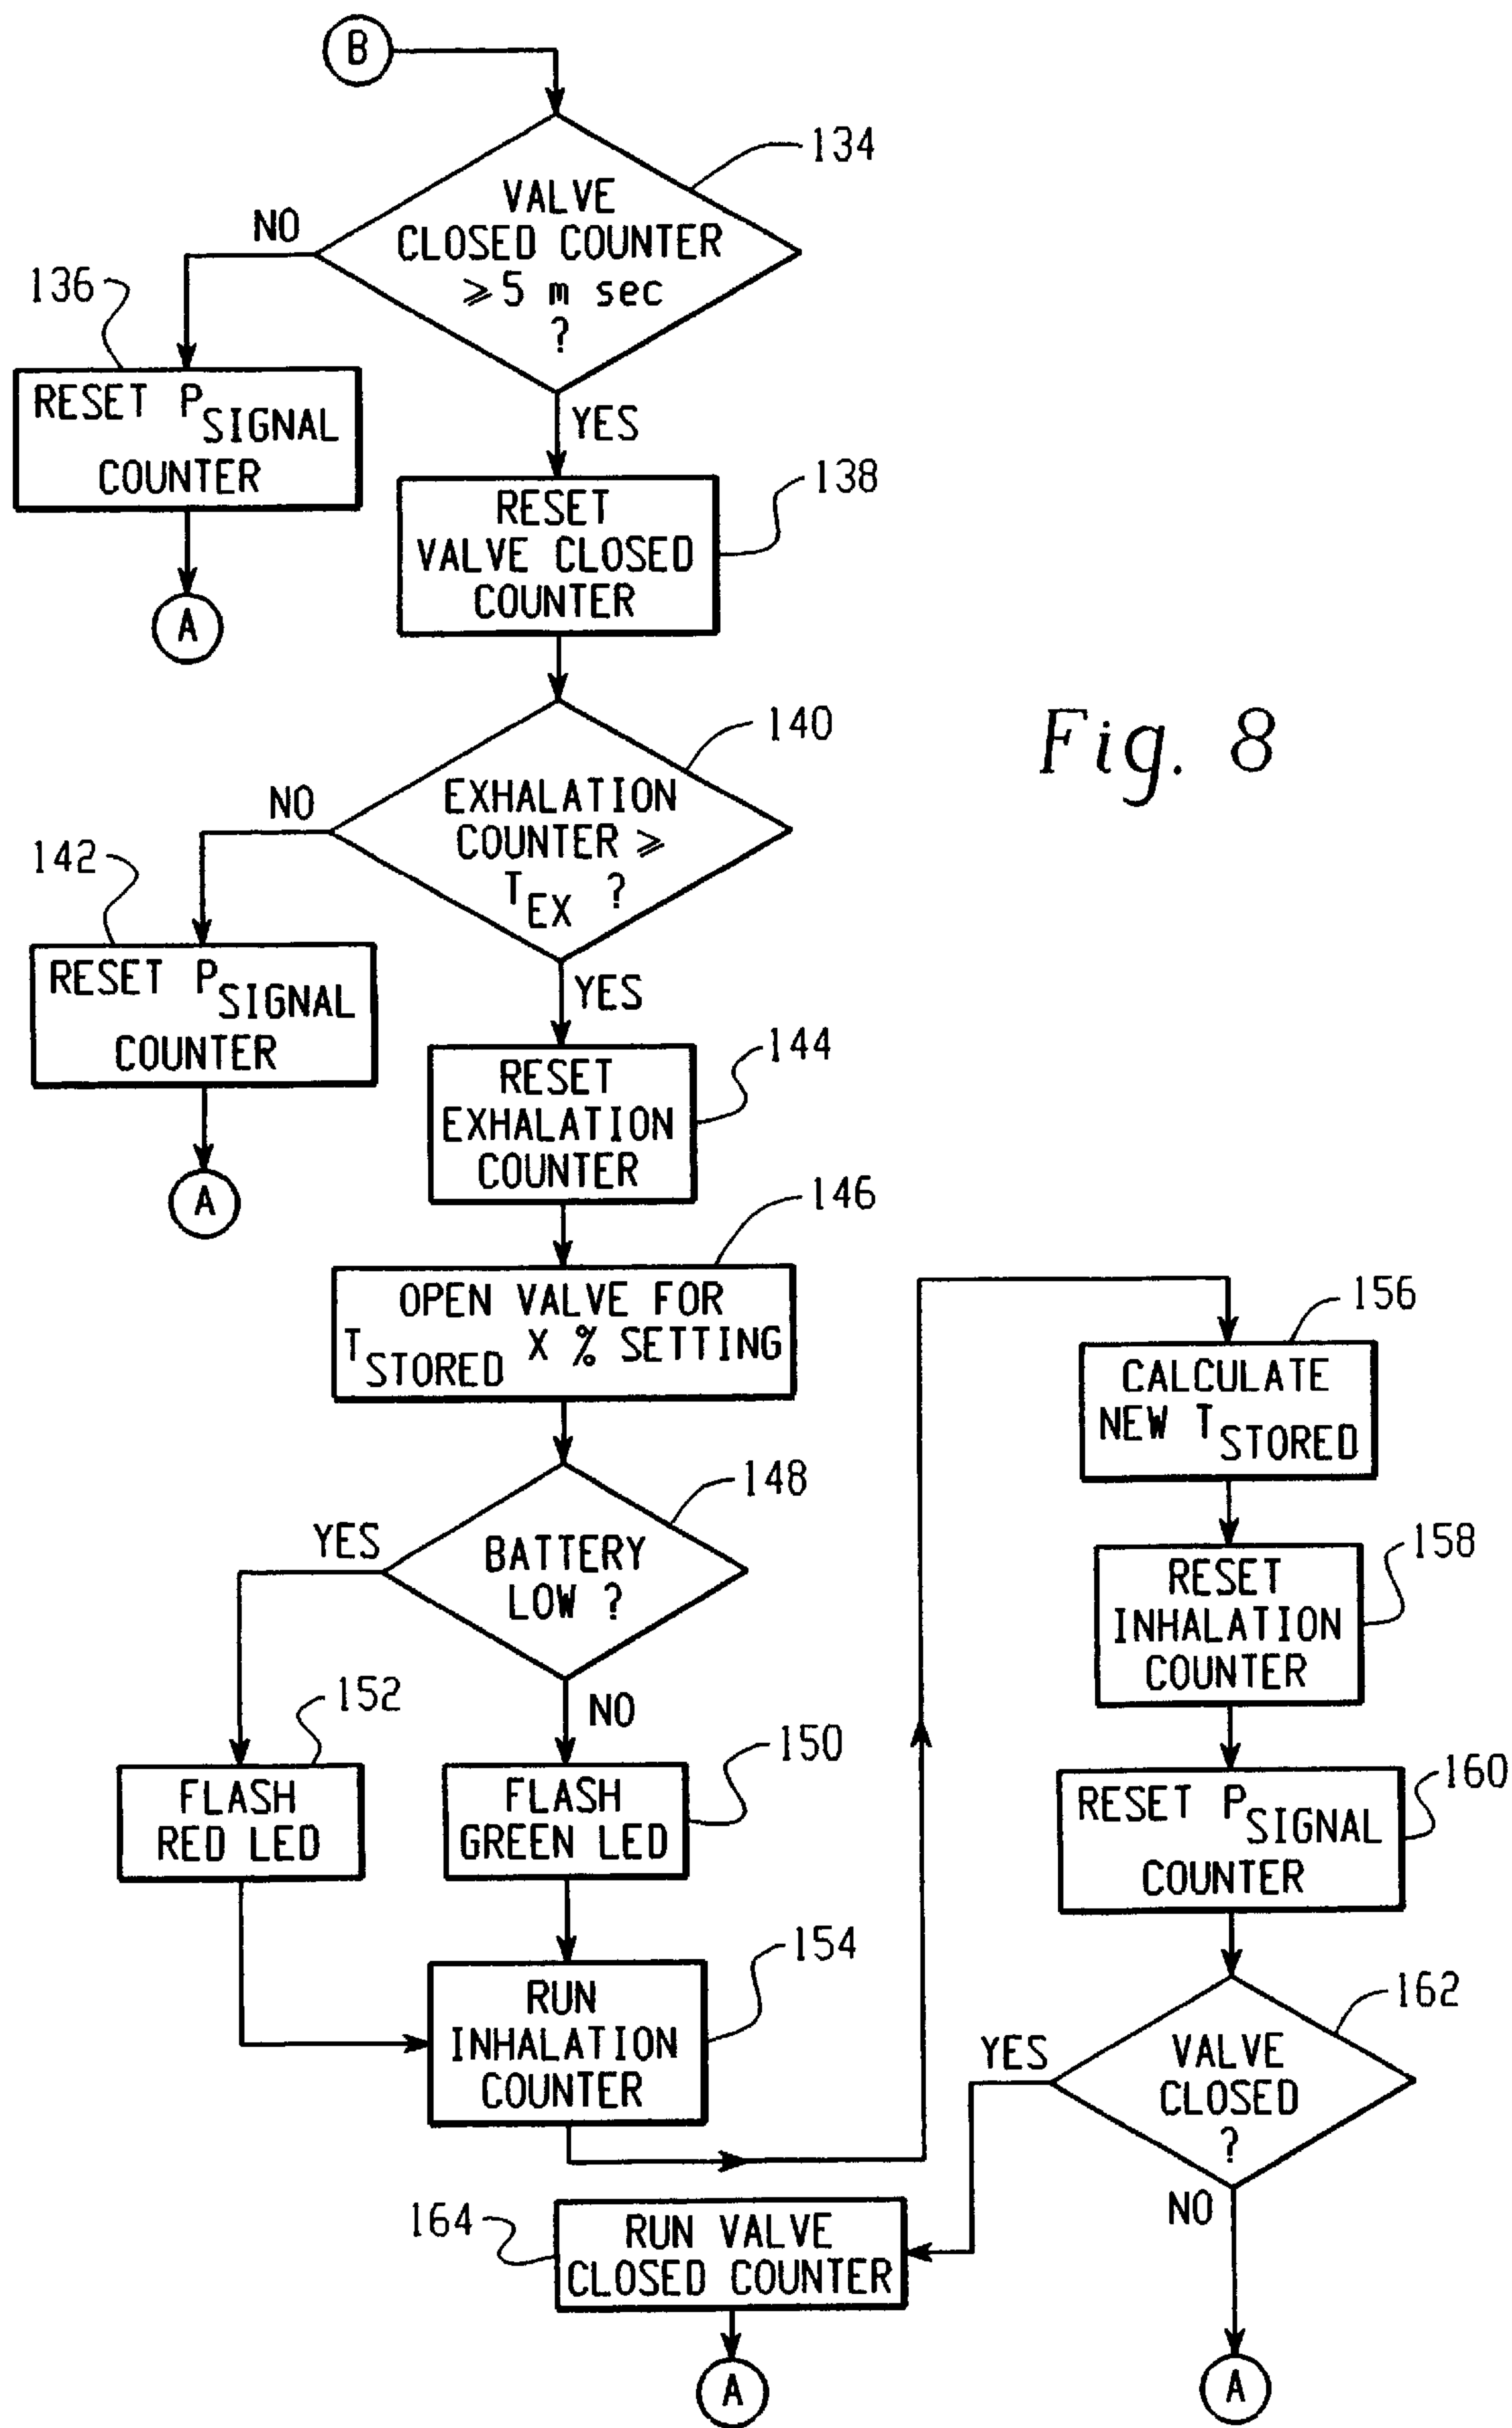 B
134
VALVE
CLOSED COUNTER
⩾ 5 m sec
?
NO
YES
136
RESET PSIGNAL
COUNTER
A
138
RESET
VALVE CLOSED
COUNTER
140
EXHALATION
COUNTER ⩾
TEX ?
NO
YES
Fig. 8
142
RESET PSIGNAL
COUNTER
A
144
RESET
EXHALATION
COUNTER
146
OPEN VALVE FOR
TSTORED X % SETTING
148
BATTERY
LOW ?
YES
NO
152
FLASH
RED LED
150
FLASH
GREEN LED
154
RUN
INHALATION
COUNTER
156
CALCULATE
NEW TSTORED
158
RESET
INHALATION
COUNTER
160
RESET PSIGNAL
COUNTER
162
VALVE
CLOSED
?
YES
NO
164
RUN VALVE
CLOSED COUNTER
A
A